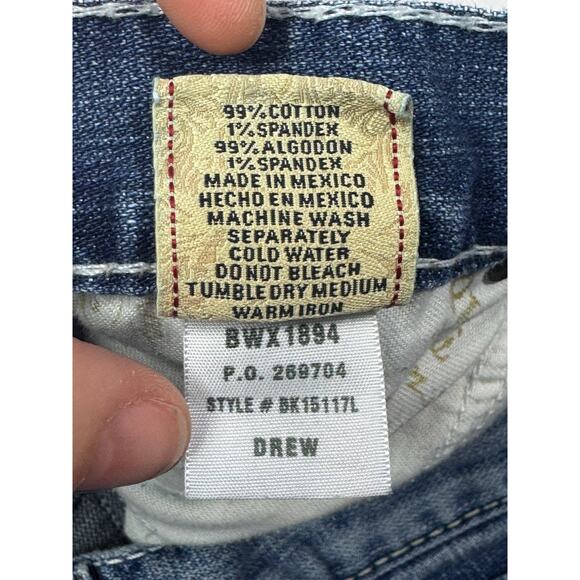 99% COTTON
1% SPANDEX
99% ALGODON
1% SPANDEX
MADE IN MEXICO
HECHO EN MEXICO
MACHINE WASH
SEPARATELY
COLD WATER
DO NOT BLEACH
TUMBLE DRY MEDIUM
WARM IRON
BWX1894
P.O. 269704
STYLE # BK15117L
DREW